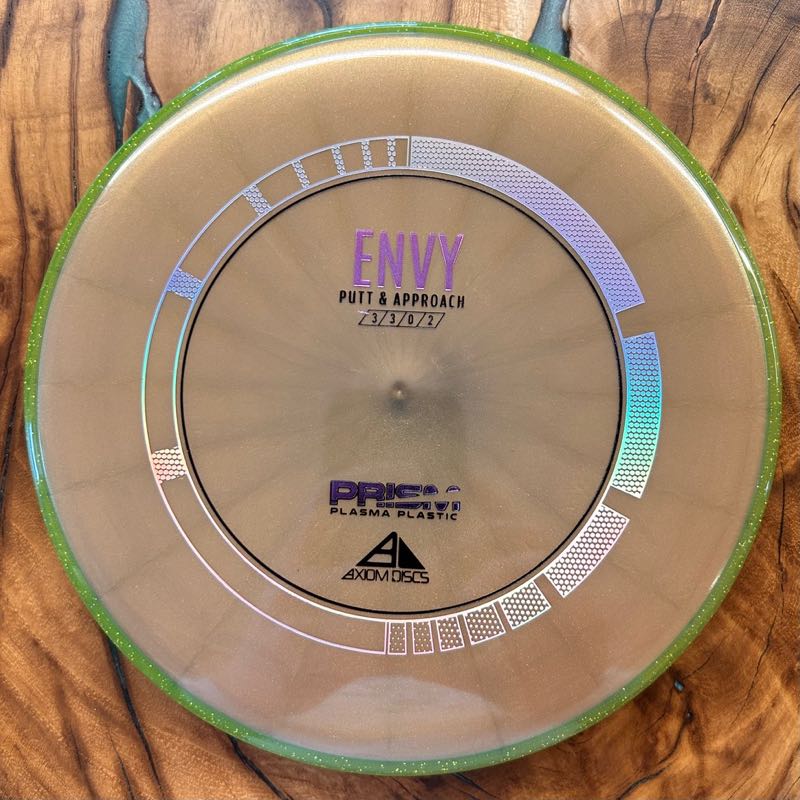 ENVY
PUTT & APPROACH
3/3/0/2
PRISM
PLASMA PLASTIC
AXIOM DISCS